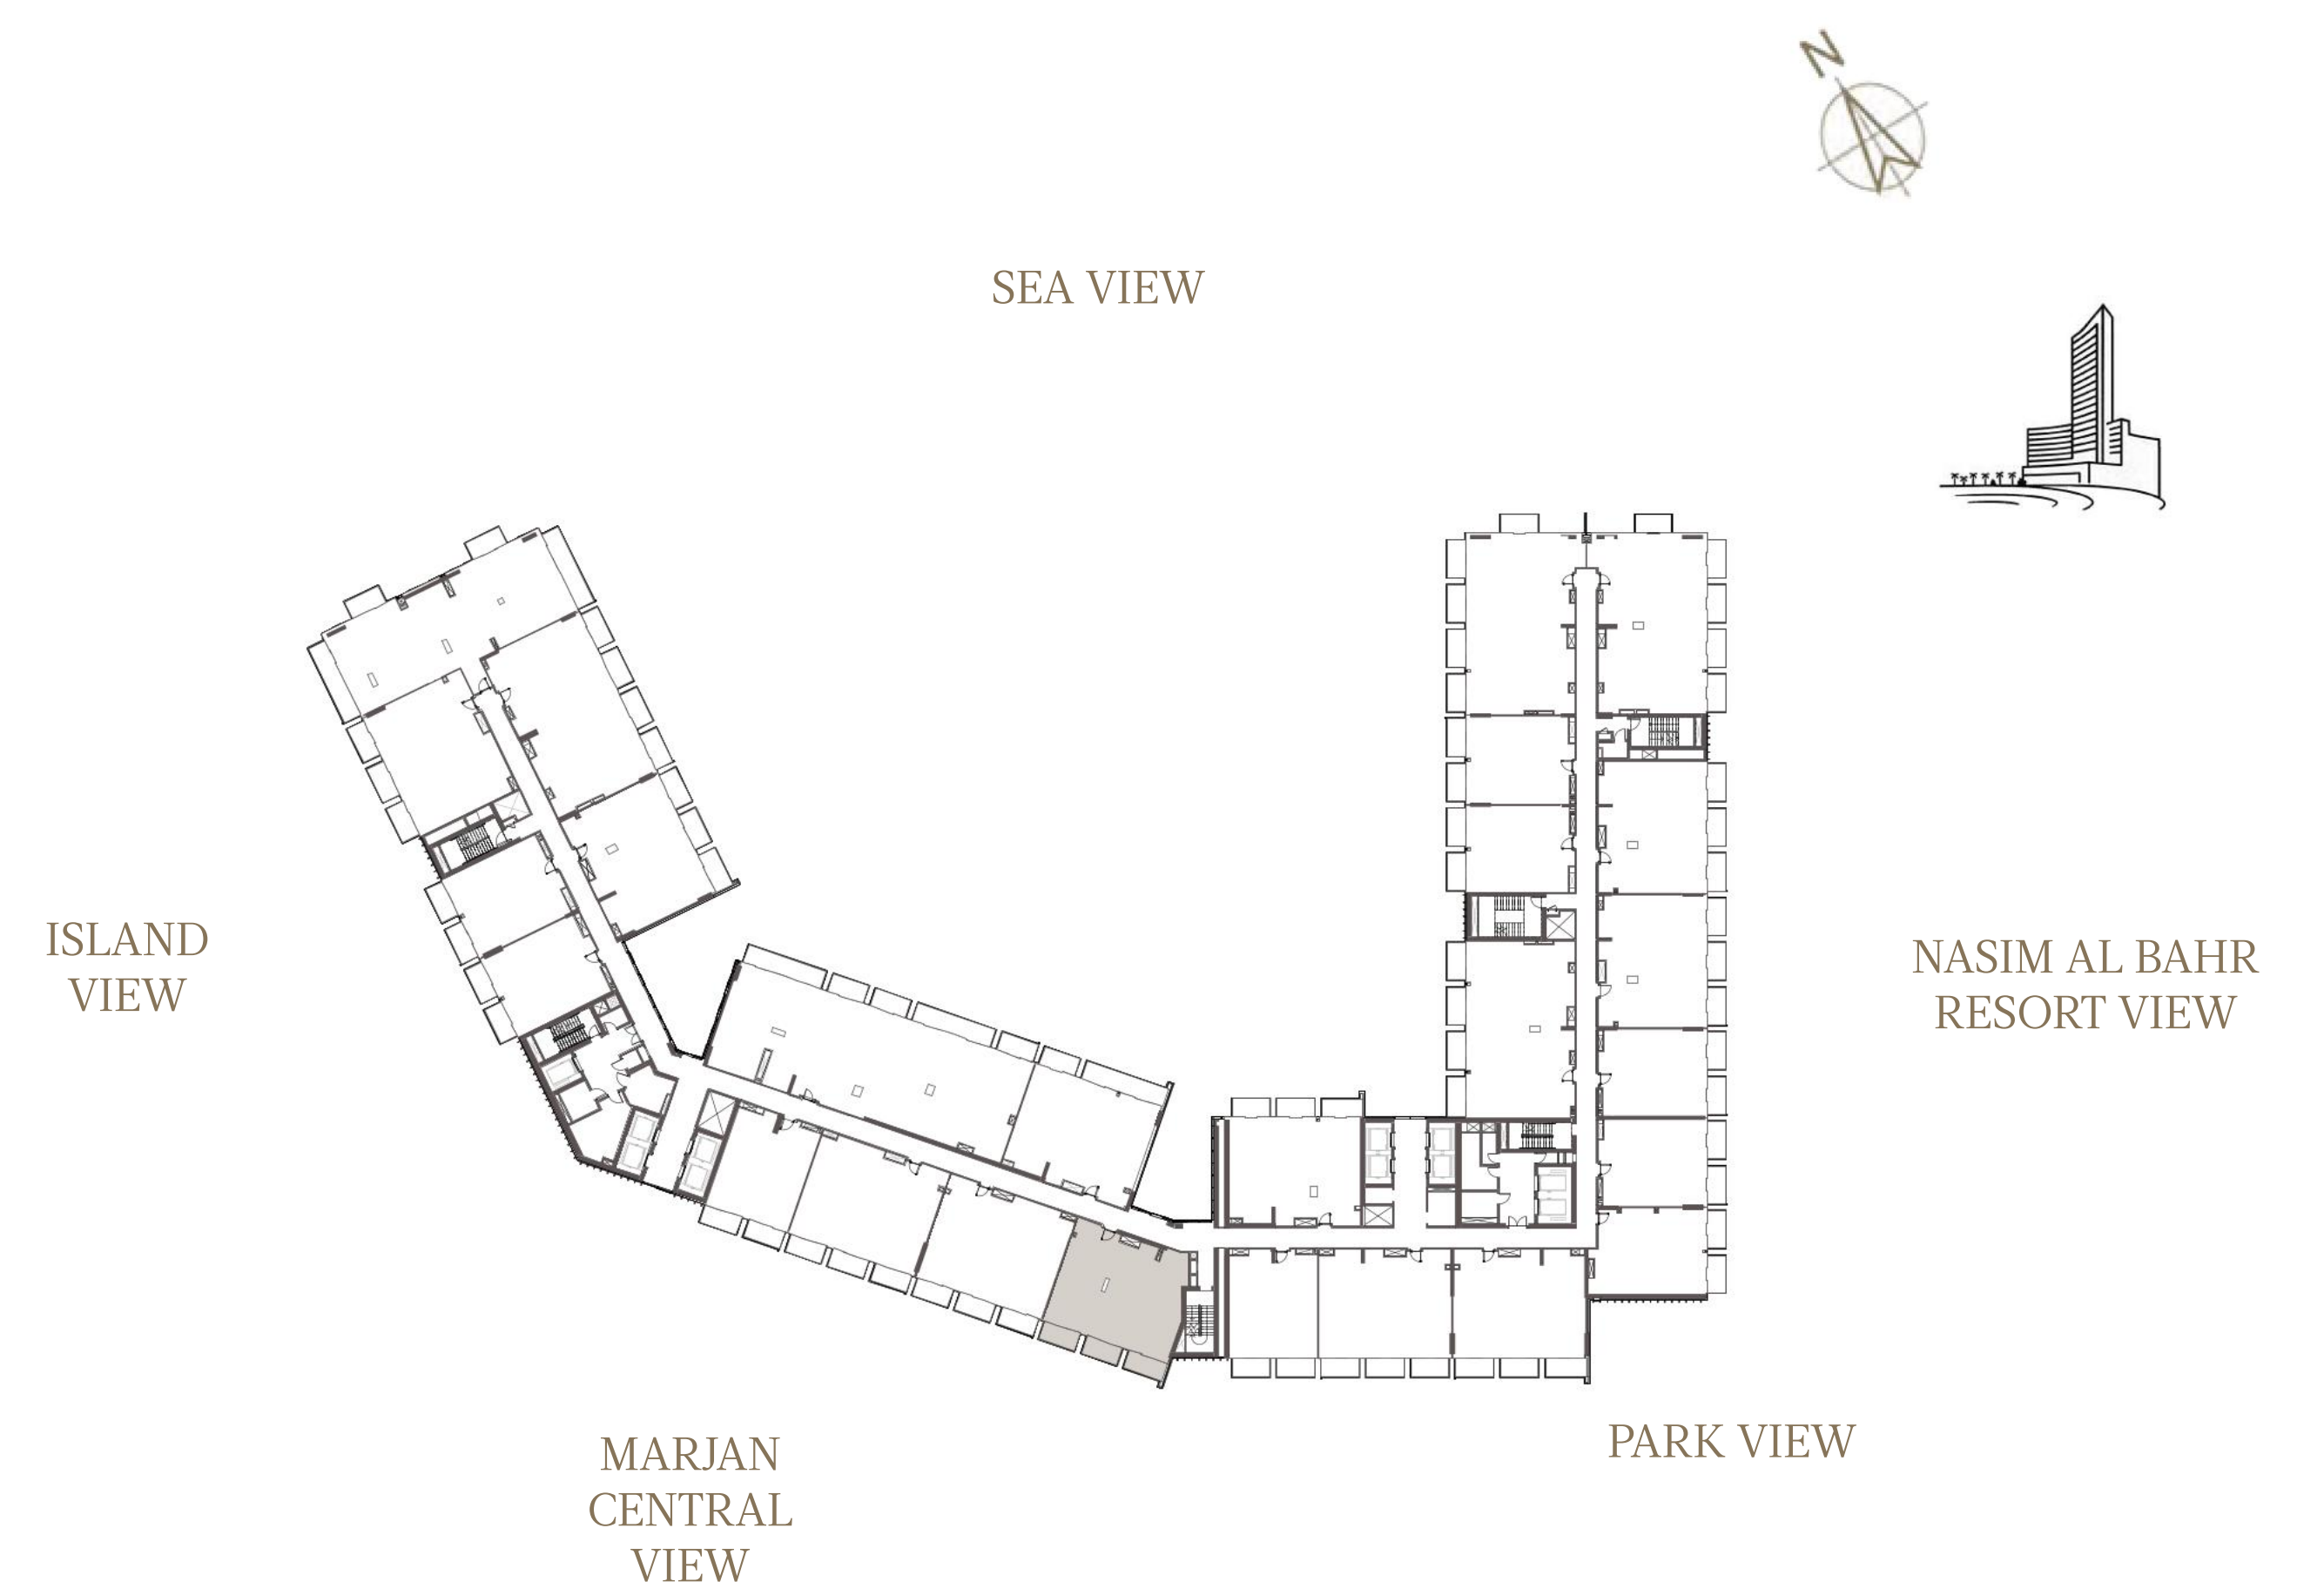 N
SEA VIEW
ISLAND
VIEW
NASIM AL BAHR
RESORT VIEW
PARK VIEW
MARJAN
CENTRAL
VIEW